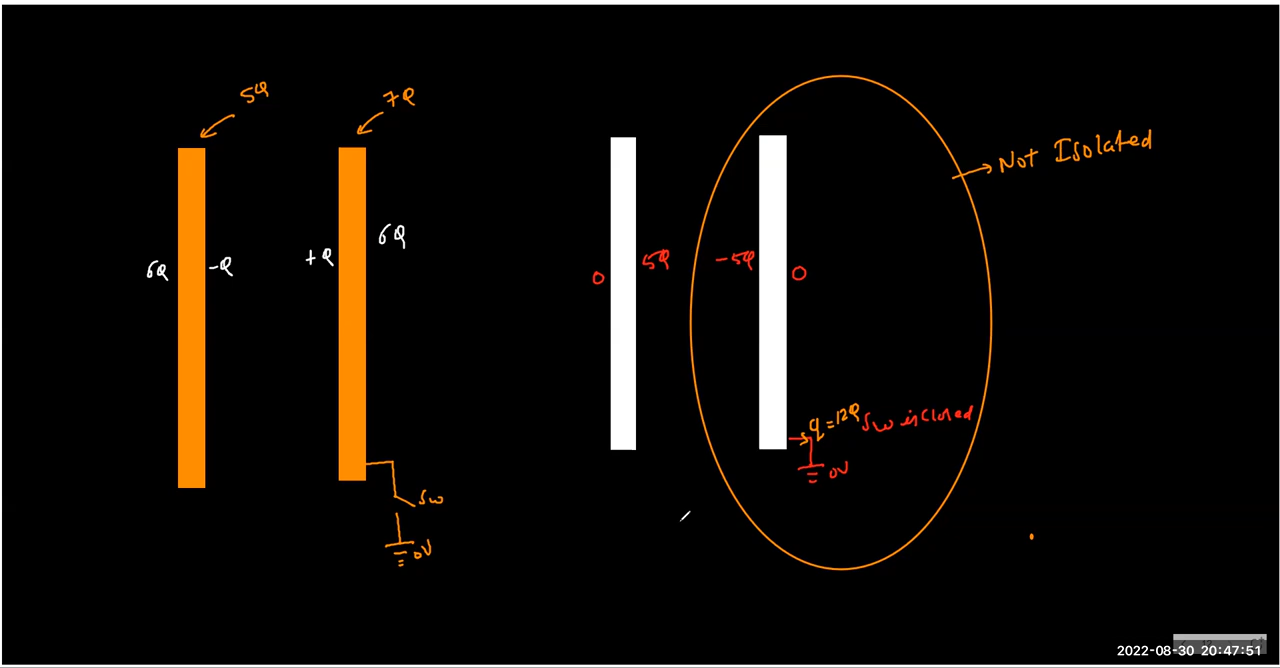 5Q
7Q
Not Isolated
6Q
-Q
+Q
6Q
0
5Q
-5Q
0
q=12Q
Sw is closed
0V
Sw
0V
2022-08-30 20:47:51